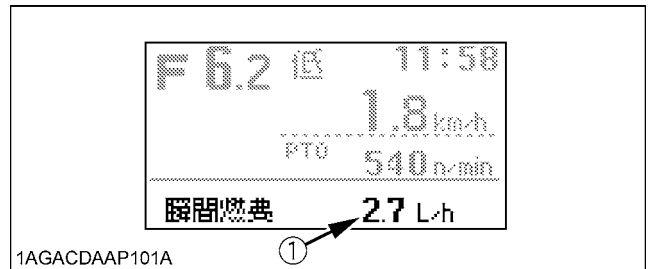 F 6.2 低 11:58
1.8 km/h
PTO 540 n/min
瞬間燃費 2.7 L/h
①
1AGACDAAP101A